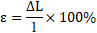 ε = ΔL/l × 100%